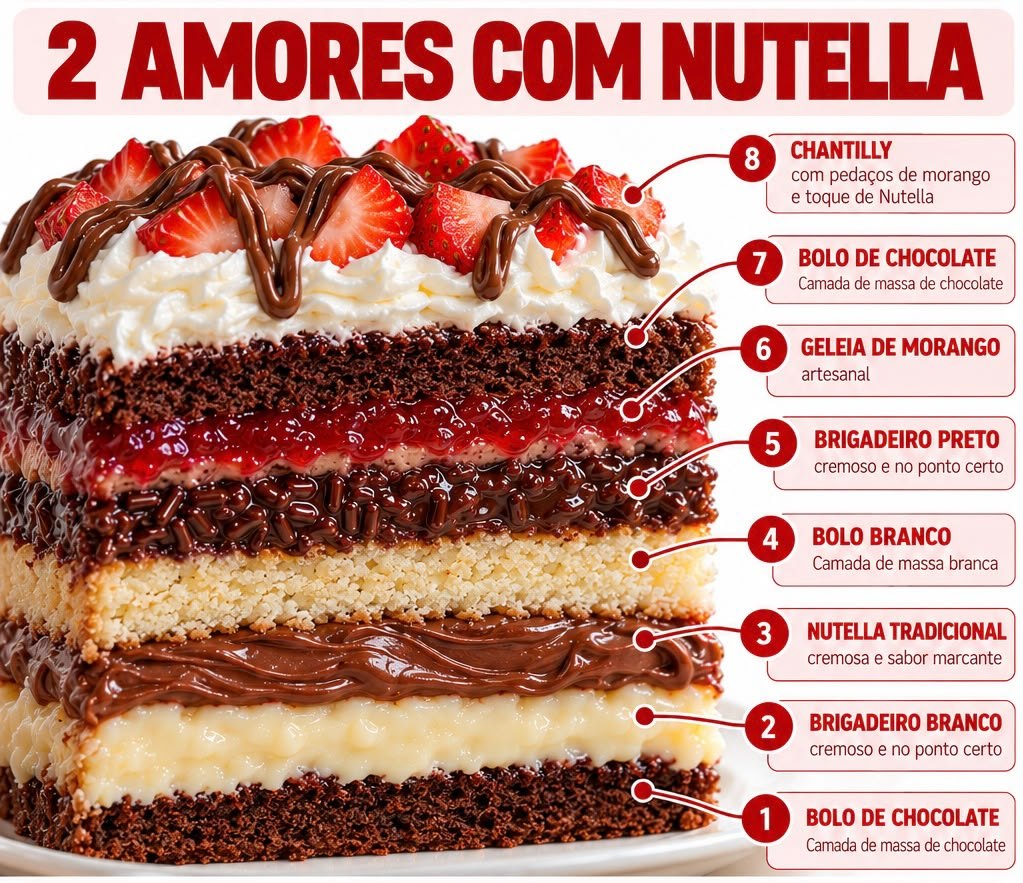 2 AMORES COM NUTELLA
8
CHANTILLY
com pedaços de morango
e toque de Nutella
7
BOLO DE CHOCOLATE
Camada de massa de chocolate
6
GELEIA DE MORANGO
artesanal
5
BRIGADEIRO PRETO
cremoso e no ponto certo
4
BOLO BRANCO
Camada de massa branca
3
NUTELLA TRADICIONAL
cremosa e sabor marcante
2
BRIGADEIRO BRANCO
cremoso e no ponto certo
1
BOLO DE CHOCOLATE
Camada de massa de chocolate